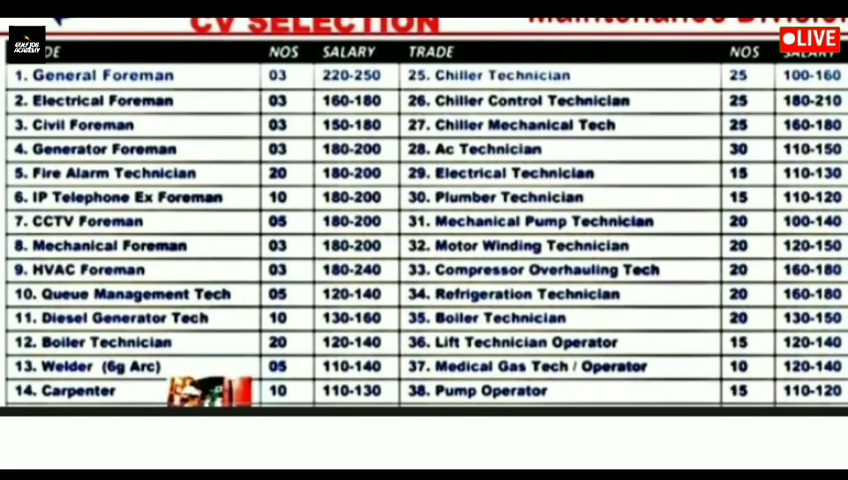 CV SELECTION
Maintenance Division
GULF JOB
ACADEMY
LIVE
DE NOS SALARY TRADE NOS SALARY
1. General Foreman 03 220-250 25. Chiller Technician 25 100-160
2. Electrical Foreman 03 160-180 26. Chiller Control Technician 25 180-210
3. Civil Foreman 03 150-180 27. Chiller Mechanical Tech 25 160-180
4. Generator Foreman 03 180-200 28. Ac Technician 30 110-150
5. Fire Alarm Technician 20 180-200 29. Electrical Technician 15 110-130
6. IP Telephone Ex Foreman 10 180-200 30. Plumber Technician 15 110-120
7. CCTV Foreman 05 180-200 31. Mechanical Pump Technician 20 100-140
8. Mechanical Foreman 03 180-200 32. Motor Winding Technician 20 120-150
9. HVAC Foreman 03 180-240 33. Compressor Overhauling Tech 20 160-180
10. Queue Management Tech 05 120-140 34. Refrigeration Technician 20 160-180
11. Diesel Generator Tech 10 130-160 35. Boiler Technician 20 130-150
12. Boiler Technician 20 120-140 36. Lift Technician Operator 15 120-140
13. Welder (6g Arc) 05 110-140 37. Medical Gas Tech / Operator 10 120-140
14. Carpenter 10 110-130 38. Pump Operator 15 110-120